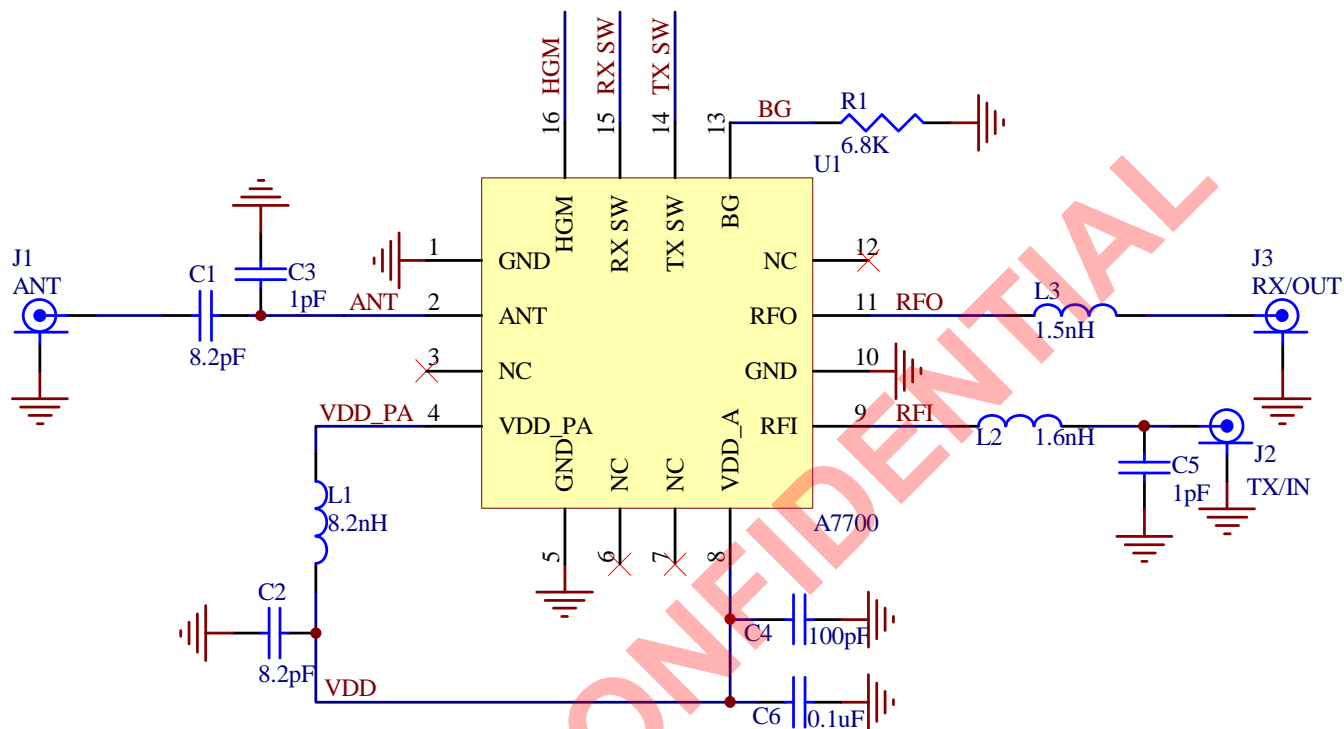 HGM
RX SW
TX SW
16
15
14
13
BG
R1
6.8K
U1
HGM
RX SW
TX SW
BG
J1
ANT
C1
8.2pF
C3
1pF
ANT
1
GND
2
ANT
3
NC
VDD_PA
4
VDD_PA
NC
12
RFO
11
RFO
L3
1.5nH
J3
RX/OUT
GND
10
RFI
9
RFI
L2
1.6nH
C5
1pF
J2
TX/IN
GND
NC
NC
VDD_A
A7700
5
6
7
8
L1
8.2nH
C2
8.2pF
VDD
C4
100pF
C6
0.1uF
ONFIDENTIAL